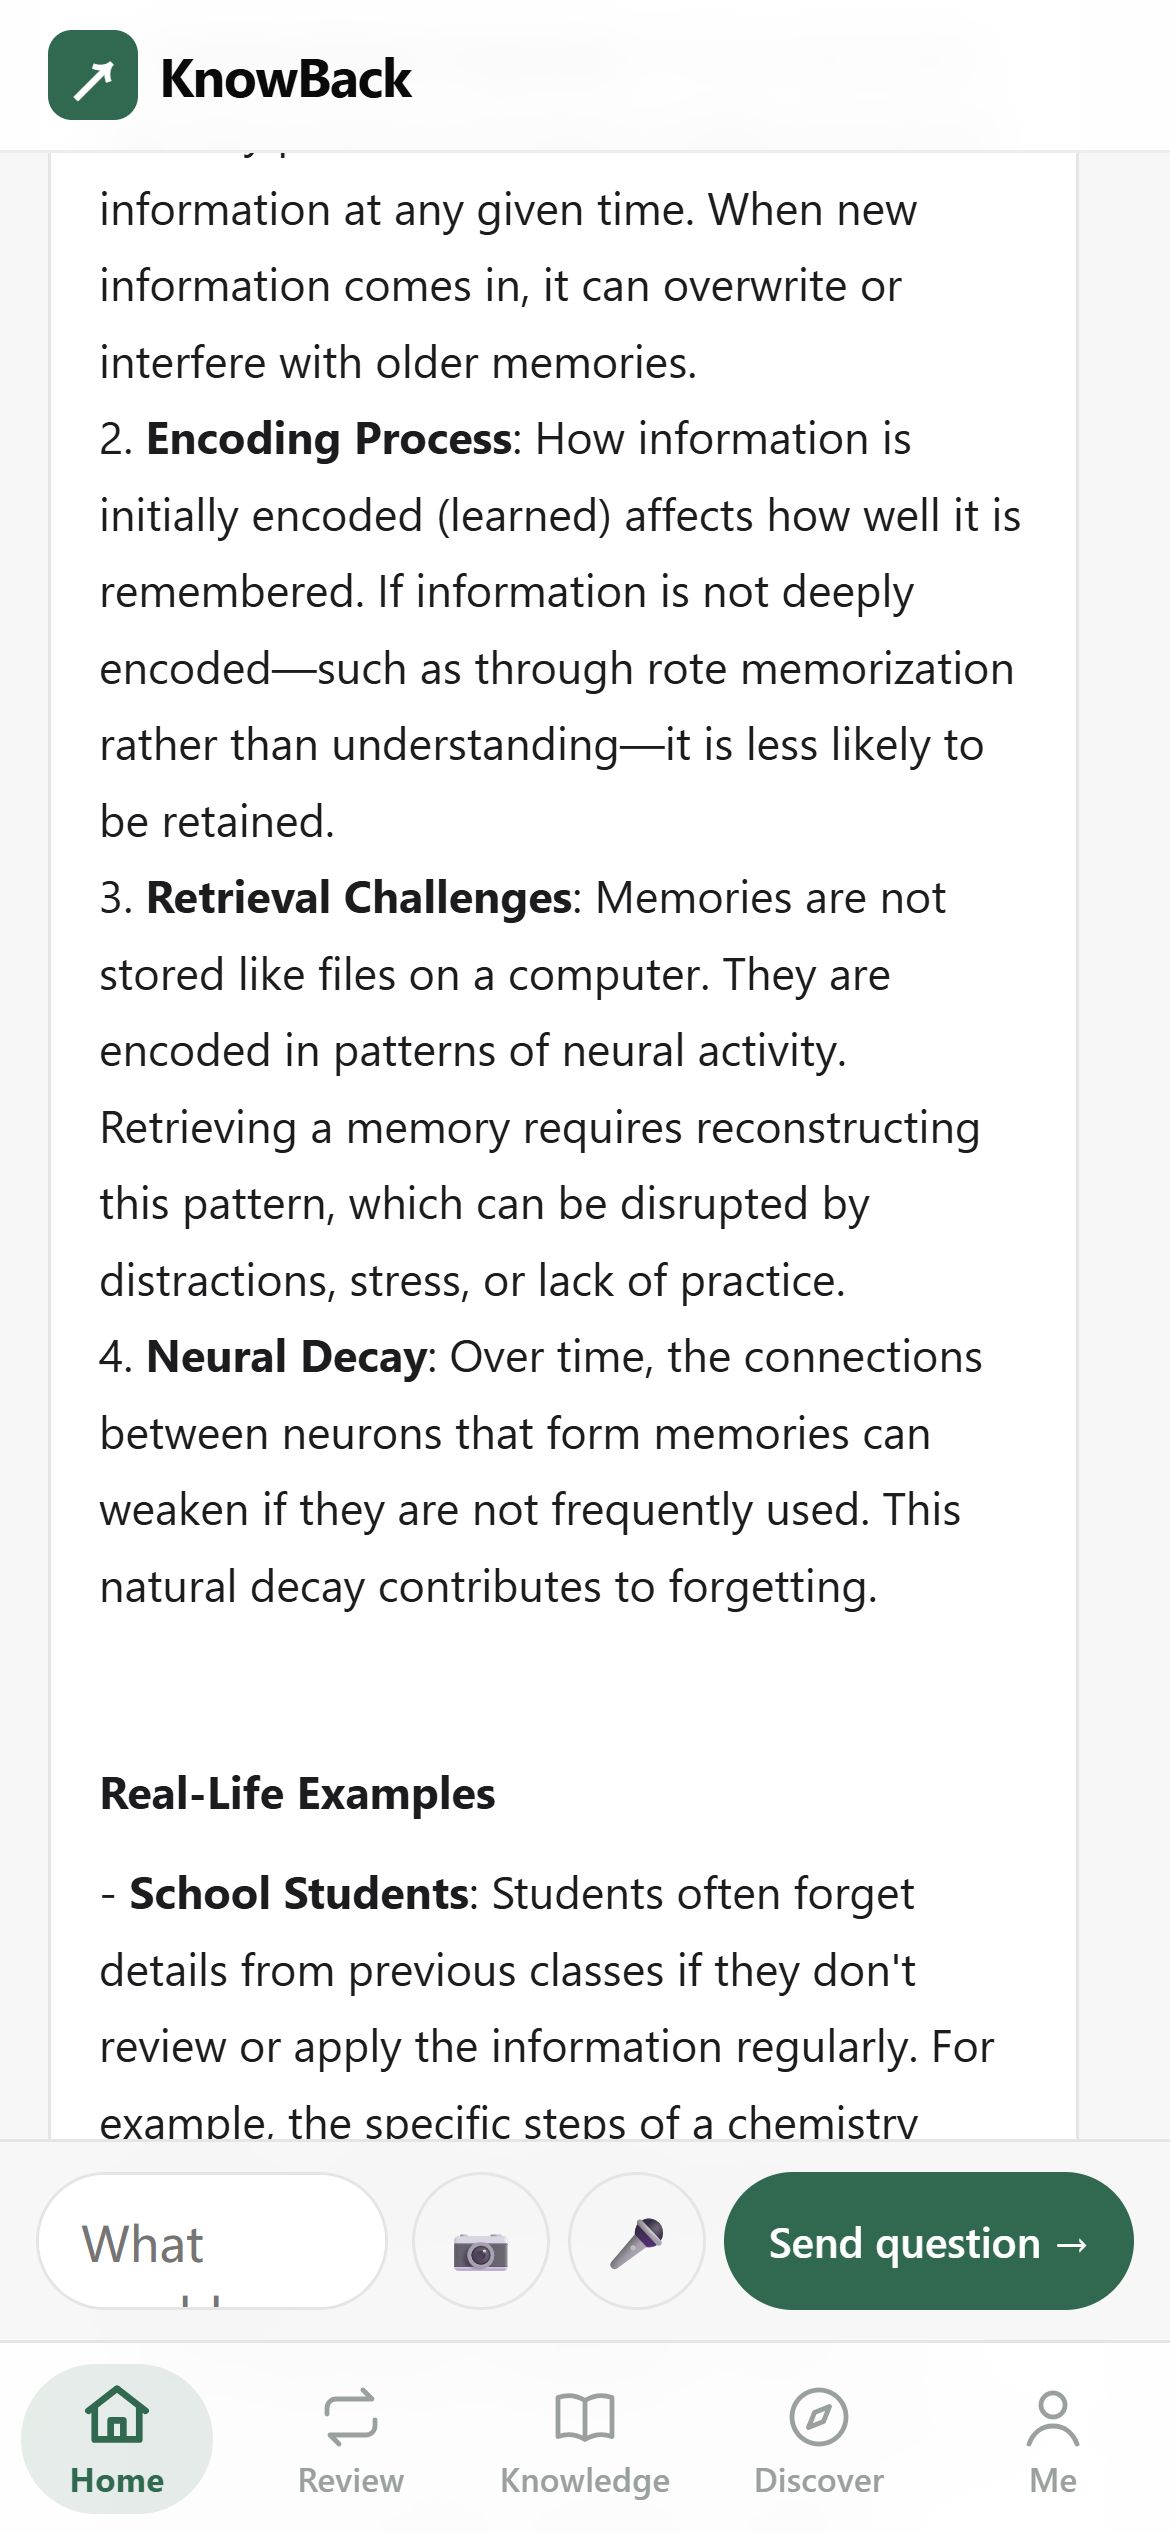 KnowBack
information at any given time. When new
information comes in, it can overwrite or
interfere with older memories.
2. Encoding Process: How information is
initially encoded (learned) affects how well it is
remembered. If information is not deeply
encoded—such as through rote memorization
rather than understanding—it is less likely to
be retained.
3. Retrieval Challenges: Memories are not
stored like files on a computer. They are
encoded in patterns of neural activity.
Retrieving a memory requires reconstructing
this pattern, which can be disrupted by
distractions, stress, or lack of practice.
4. Neural Decay: Over time, the connections
between neurons that form memories can
weaken if they are not frequently used. This
natural decay contributes to forgetting.
Real-Life Examples
- School Students: Students often forget
details from previous classes if they don't
review or apply the information regularly. For
example, the specific steps of a chemistry
What
Send question →
Home
Review
Knowledge
Discover
Me